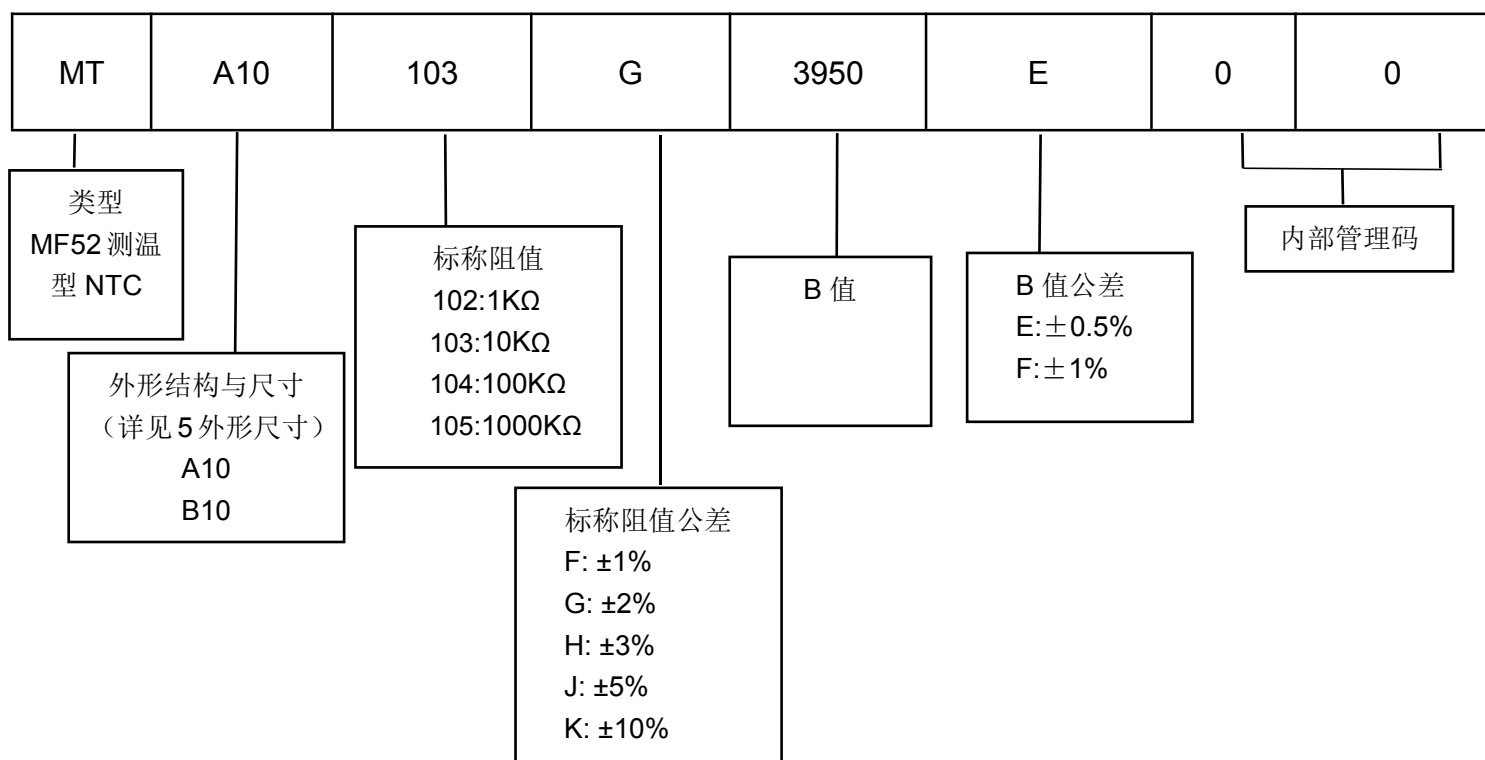 MT A10 103 G 3950 E 0 0
类型
MF52 测温
型 NTC
外形结构与尺寸
（详见 5 外形尺寸）
A10
B10
标称阻值
102:1KΩ
103:10KΩ
104:100KΩ
105:1000KΩ
标称阻值公差
F: ±1%
G: ±2%
H: ±3%
J: ±5%
K: ±10%
B 值
B 值公差
E:±0.5%
F:±1%
内部管理码